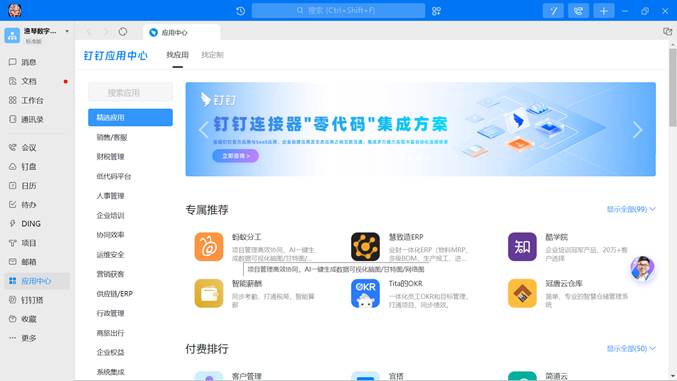 搜索 (Ctrl+Shift+F)
渔琴数字...
标准版
消息
文档
工作台
通讯录
会议
钉盘
日历
待办
DING
项目
邮箱
应用中心
钉钉搭
收藏
更多
应用中心
钉钉应用中心
找应用
找定制
搜索应用
精选应用
销售/客服
财税管理
低代码平台
人事管理
企业培训
协同效率
运维安全
营销获客
供应链/ERP
行政管理
商旅出行
企业权益
系统集成
钉钉
钉钉连接器"零代码"集成方案
立即咨询 >
专属推荐
显示全部(99)
蚂蚁分工
项目管理高效协同，AI一键生
成数据可视化脑图/甘特图/...
慧致造ERP
业财一体化ERP（物料MRP、
多级BOM、生产报工、进...
酷学院
企业培训冠军产品，20万+客
户选择
项目管理高效协同，AI一键生成数据可视化脑图/甘特图/网络图
智能薪酬
同步考勤，打通税筹，智能算
薪
OKR
Tita的OKR
一体化员工OKR和目标管理，
打通项目，同步绩效。
冠唐云仓库
简单、专业的智慧仓储管理系
统
付费排行
显示全部(50)
客户管理
宜搭
简道云